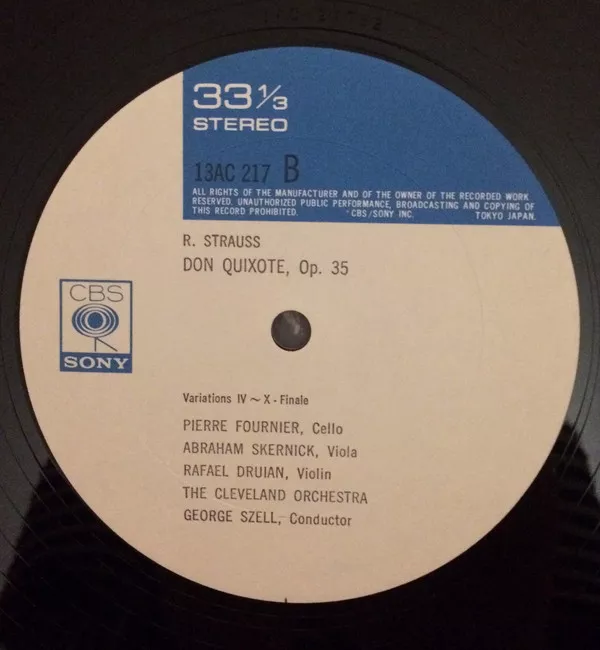 33 1/3
STEREO
13AC 217 B
ALL RIGHTS OF THE MANUFACTURER AND OF THE OWNER OF THE RECORDED WORK
RESERVED. UNAUTHORIZED PUBLIC PERFORMANCE, BROADCASTING AND COPYING OF
THIS RECORD PROHIBITED. CBS/SONY INC. TOKYO JAPAN.
R. STRAUSS
DON QUIXOTE, Op. 35
CBS
SONY
Variations IV ~ X - Finale
PIERRE FOURNIER, Cello
ABRAHAM SKERNICK, Viola
RAFAEL DRUIAN, Violin
THE CLEVELAND ORCHESTRA
GEORGE SZELL, Conductor